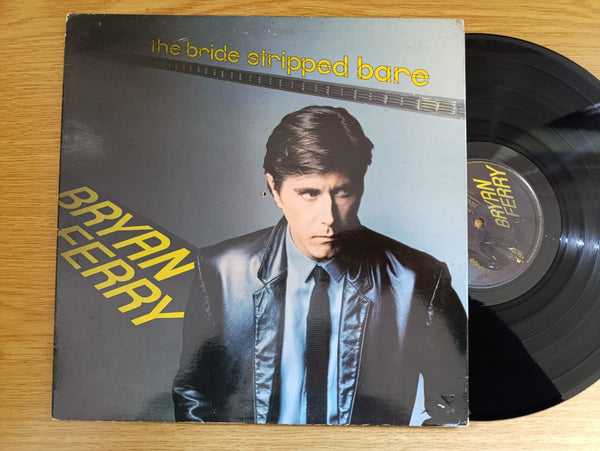 the bride stripped bare
BRYAN
FERRY
BRYAN
FERRY